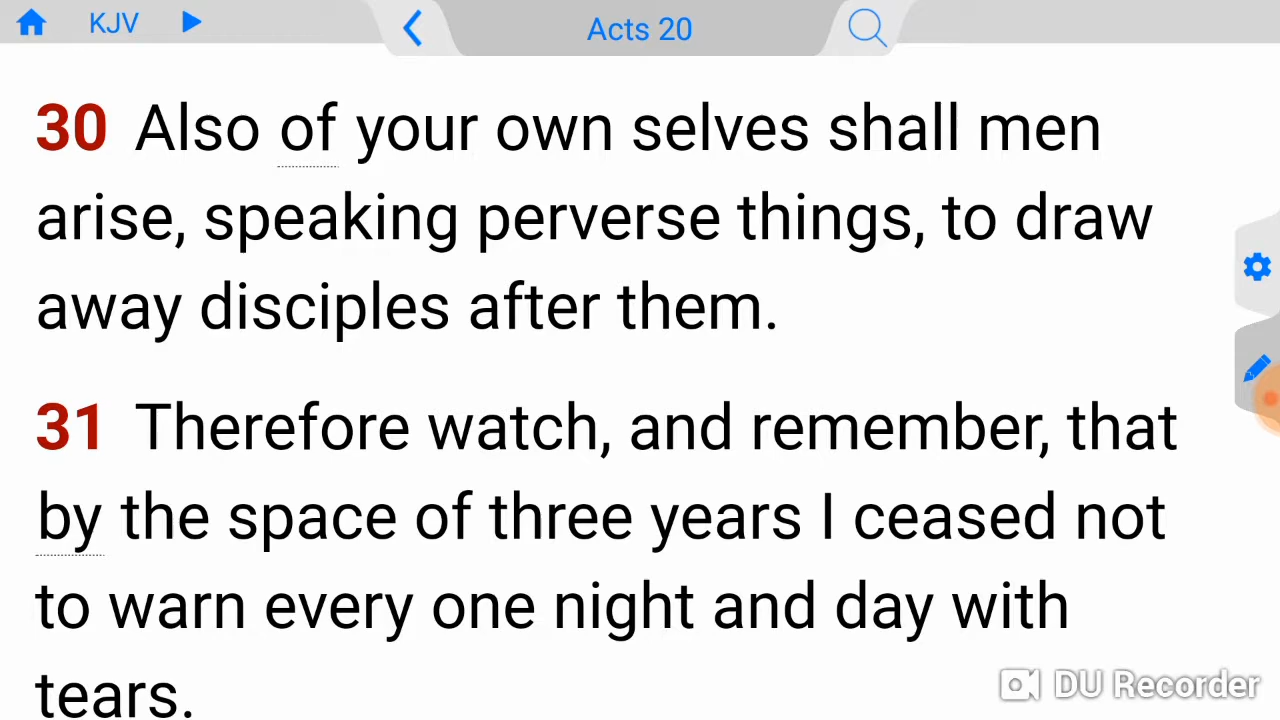 KJV
Acts 20
30 Also of your own selves shall men
arise, speaking perverse things, to draw
away disciples after them.
31 Therefore watch, and remember, that
by the space of three years I ceased not
to warn every one night and day with
tears.
DU Recorder